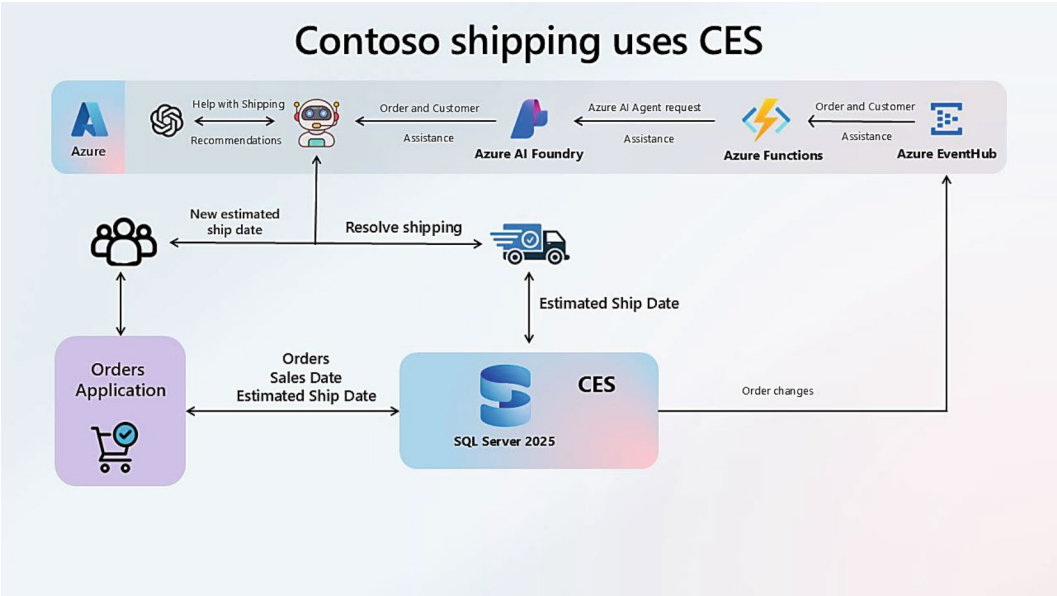 Contoso shipping uses CES
Azure
Help with Shipping
Recommendations
Order and Customer
Assistance
Azure AI Foundry
Azure AI Agent request
Assistance
Azure Functions
Order and Customer
Assistance
Azure EventHub
New estimated
ship date
Resolve shipping
Estimated Ship Date
Orders
Application
Orders
Sales Date
Estimated Ship Date
CES
SQL Server 2025
Order changes